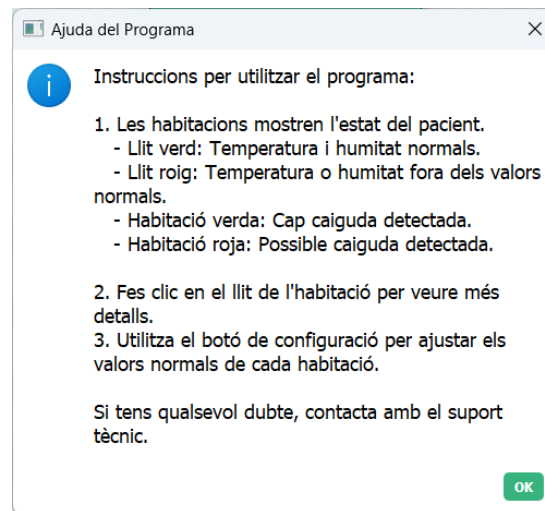 Ajuda del Programa
Instruccions per utilitzar el programa:
1. Les habitacions mostren l'estat del pacient.
- Llit verd: Temperatura i humitat normals.
- Llit roig: Temperatura o humitat fora dels valors
normals.
- Habitació verda: Cap caiguda detectada.
- Habitació roja: Possible caiguda detectada.
2. Fes clic en el llit de l'habitació per veure més
detalls.
3. Utilitza el botó de configuració per ajustar els
valors normals de cada habitació.
Si tens qualsevol dubte, contacta amb el suport
tècnic.
OK